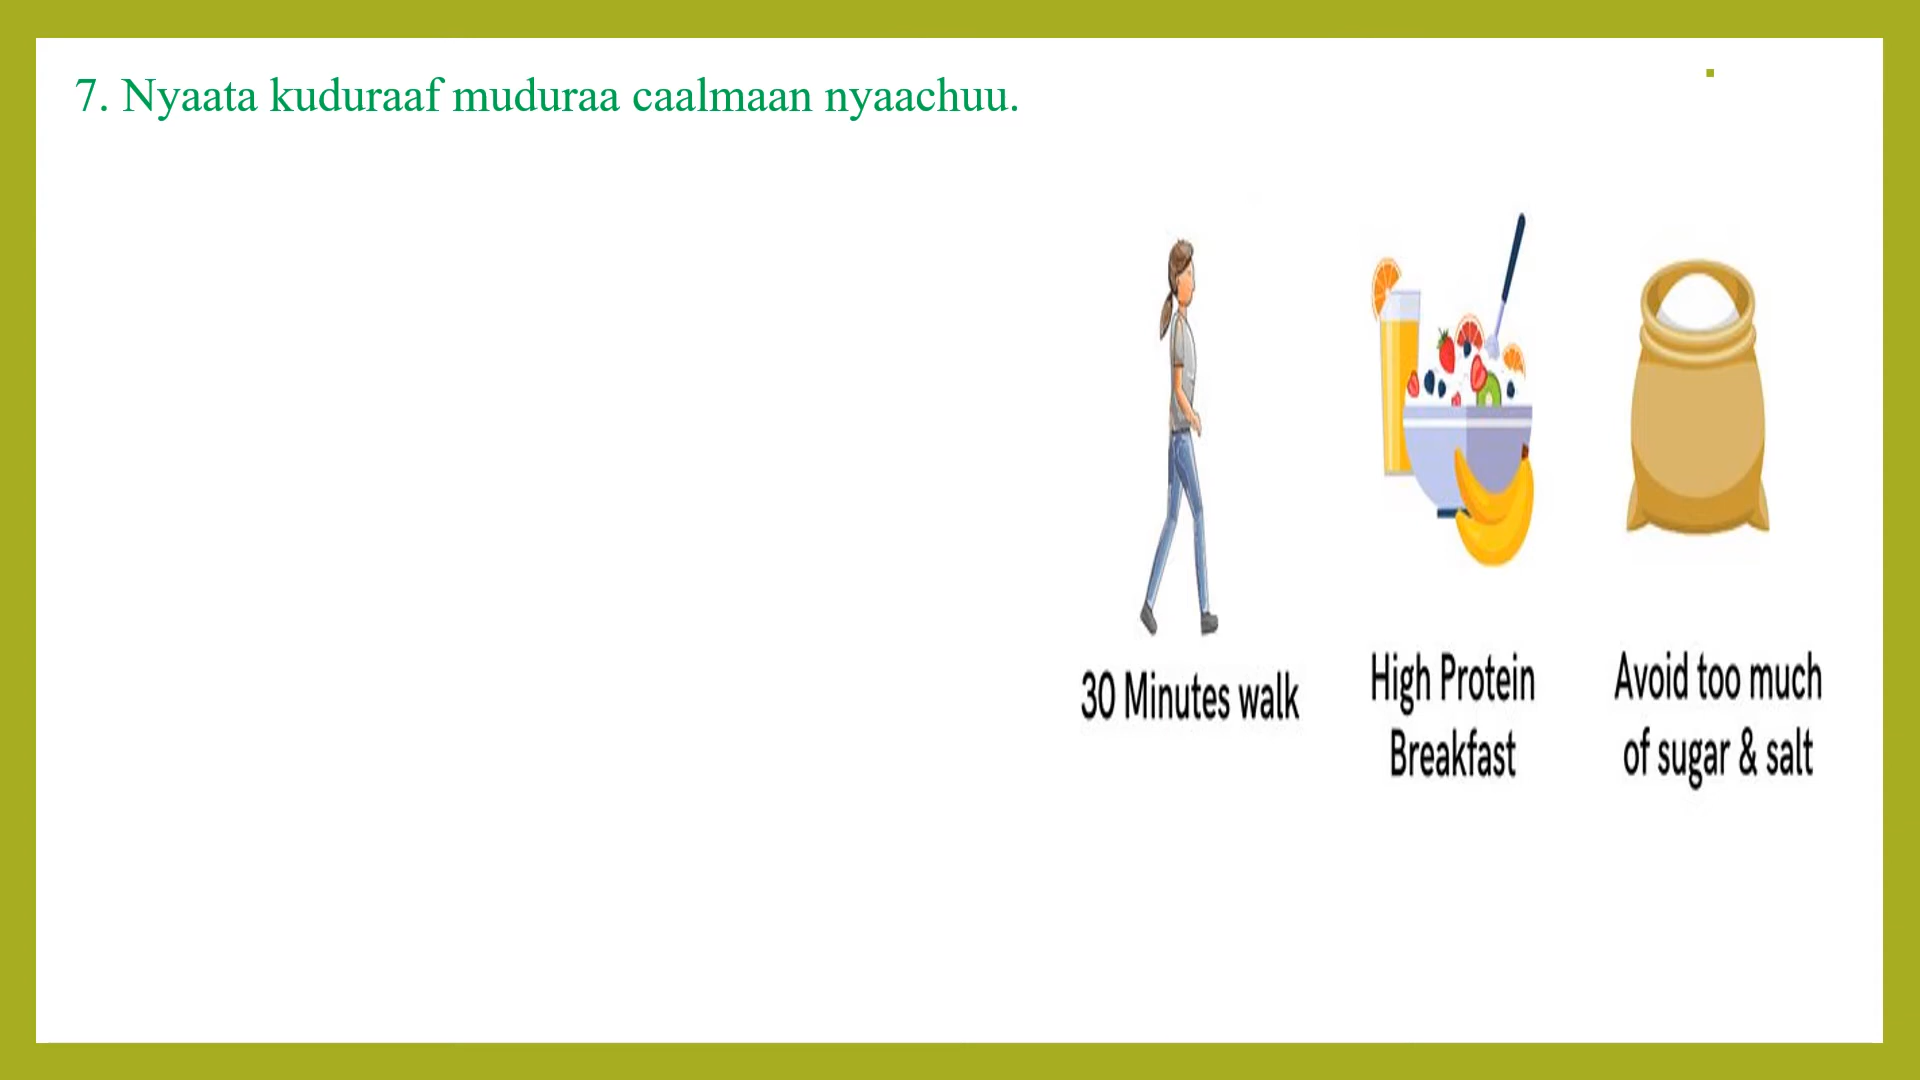 7. Nyaata kuduraaf muduraa caalmaan nyaachuu.
30 Minutes walk
High Protein
Breakfast
Avoid too much
of sugar & salt